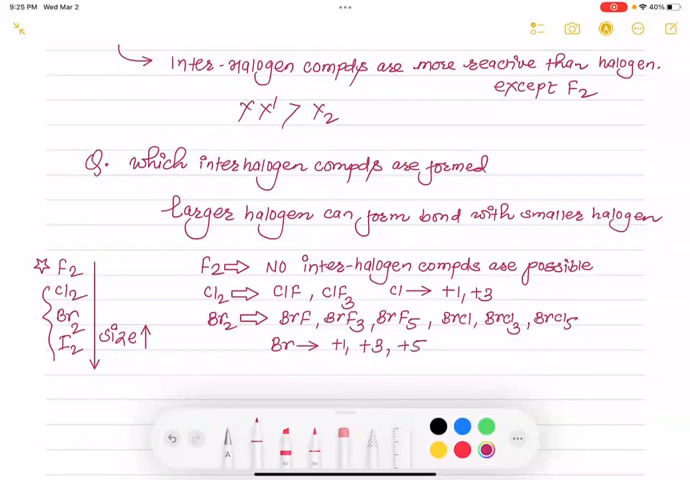 9:25 PM Wed Mar 2
40%
Inter-Halogen compds are more reactive than halogen.
except F2
XX' > X2
Q. which interhalogen compds are formed
larger halogen can form bond with smaller halogen
☆ F2 F2 ⇒ NO inter-halogen compds are possible
Cl2 Cl2 ⇒ ClF, ClF3 Cl → +1, +3
Br2 Br2 ⇒ BrF, BrF3, BrF5, BrCl, BrCl3, BrCl5
I2 size ↑ Br → +1, +3, +5
A